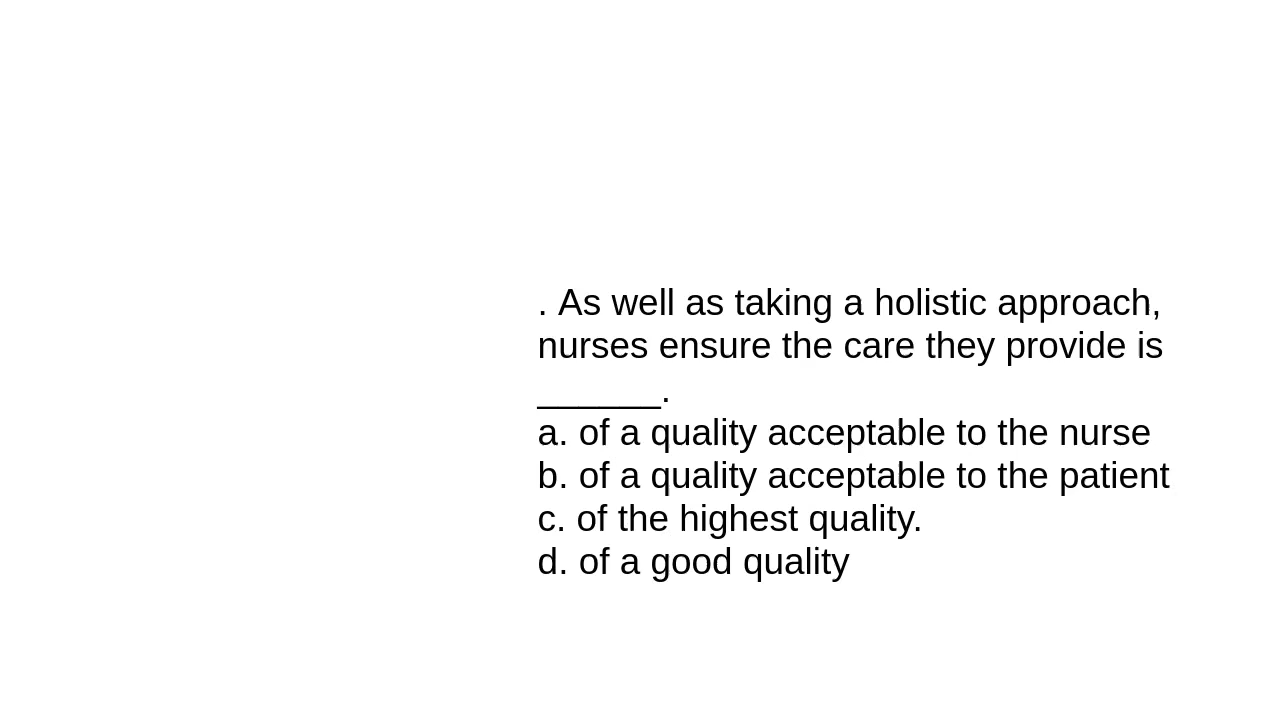 . As well as taking a holistic approach,
nurses ensure the care they provide is
______.
a. of a quality acceptable to the nurse
b. of a quality acceptable to the patient
c. of the highest quality.
d. of a good quality